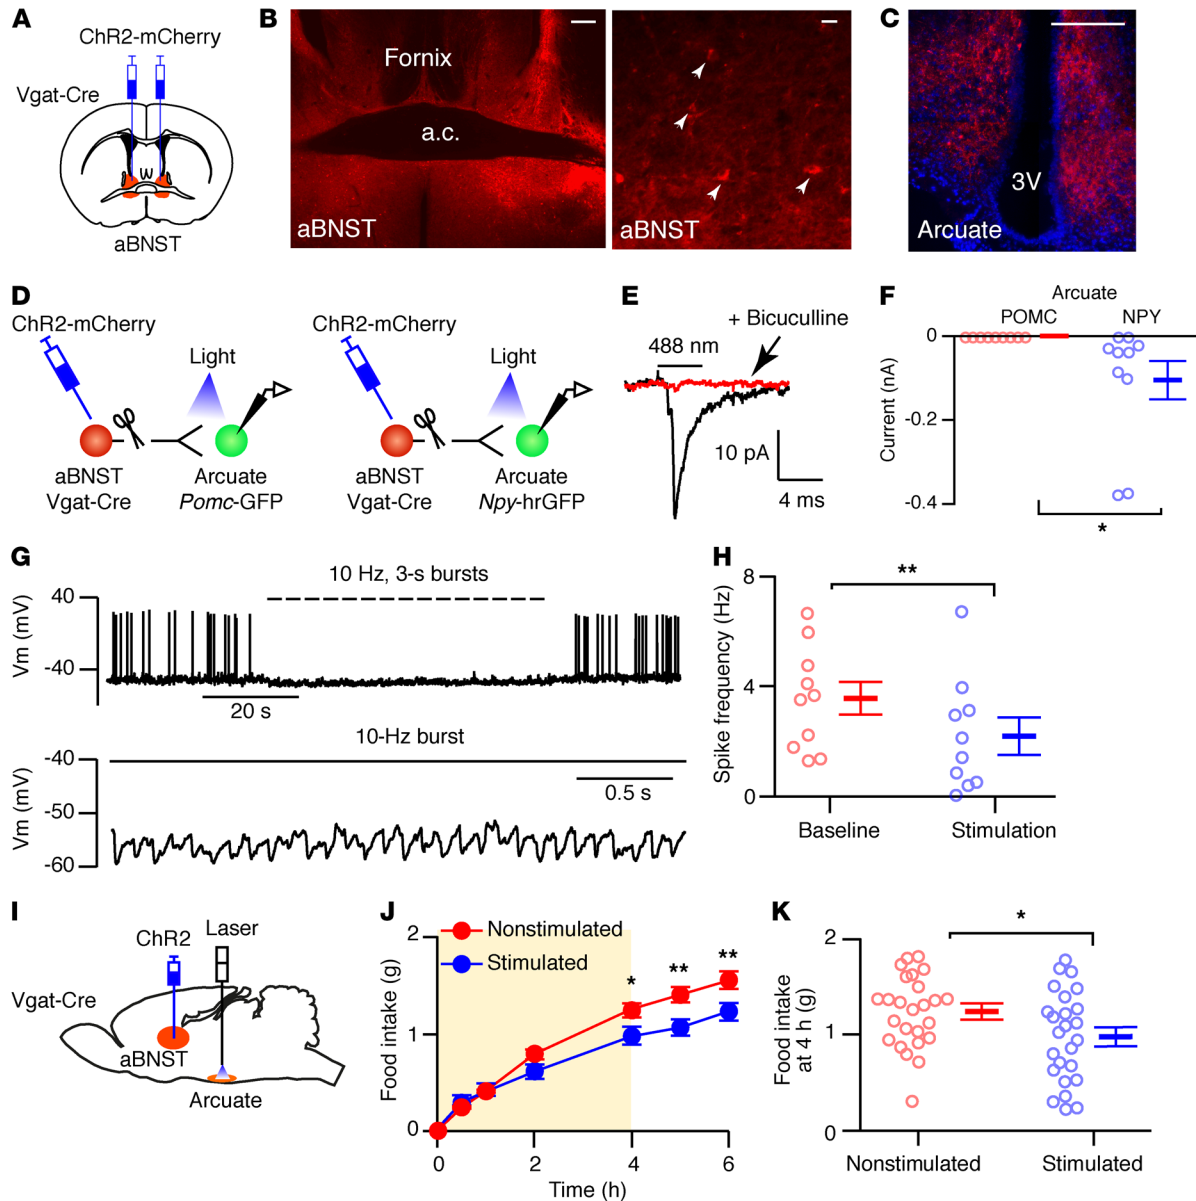 A
ChR2-mCherry
Vgat-Cre
aBNST
B
Fornix
a.c.
aBNST
aBNST
C
3V
Arcuate
D
ChR2-mCherry
Light
aBNST
Vgat-Cre
Arcuate
Pomc-GFP
ChR2-mCherry
Light
aBNST
Vgat-Cre
Arcuate
Npy-hrGFP
E
+ Bicuculline
488 nm
10 pA
4 ms
F
Arcuate
POMC NPY
Current (nA)
0
-0.2
-0.4
*
G
10 Hz, 3-s bursts
Vm (mV)
40
-40
20 s
10-Hz burst
Vm (mV)
-40
-50
-60
0.5 s
H
**
Spike frequency (Hz)
8
4
0
Baseline Stimulation
I
Laser
ChR2
Vgat-Cre
aBNST
Arcuate
J
Nonstimulated
Stimulated
Food intake (g)
2
1
0
* ** **
0 2 4 6
Time (h)
K
*
Food intake
at 4 h (g)
2
1
0
Nonstimulated Stimulated